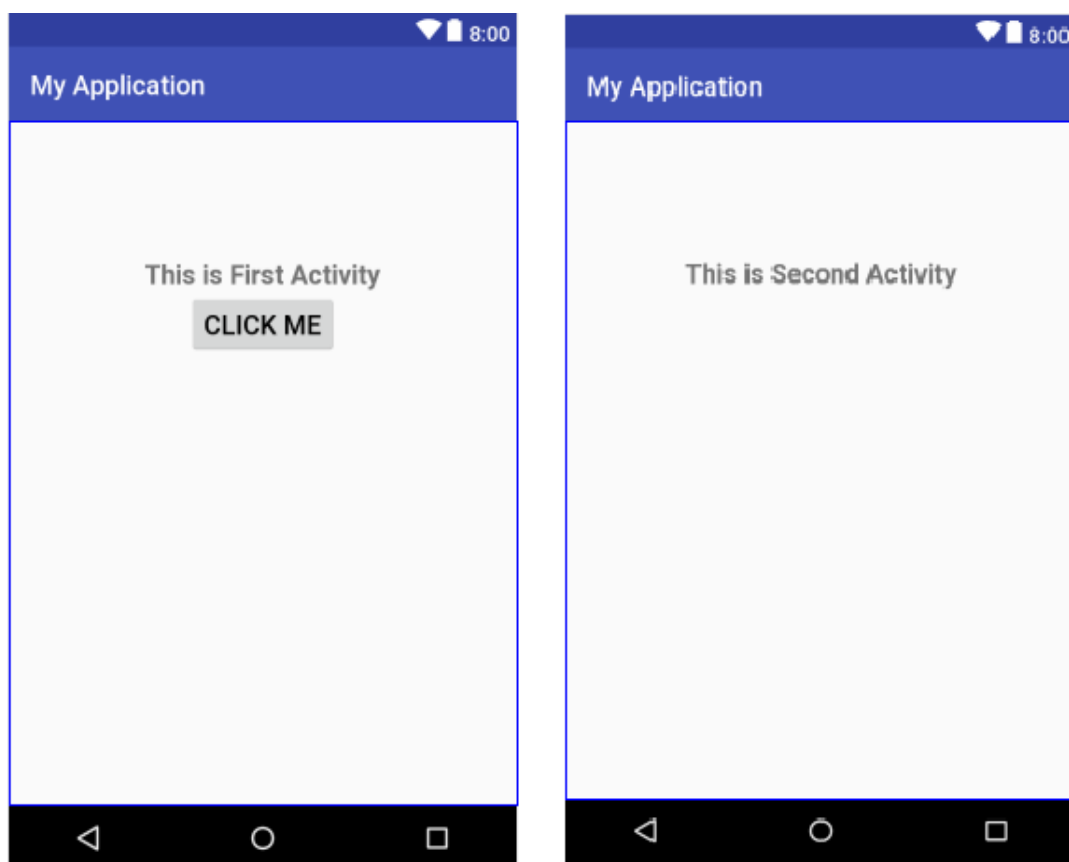 8:00
My Application
This is First Activity
CLICK ME
8:00
My Application
This is Second Activity